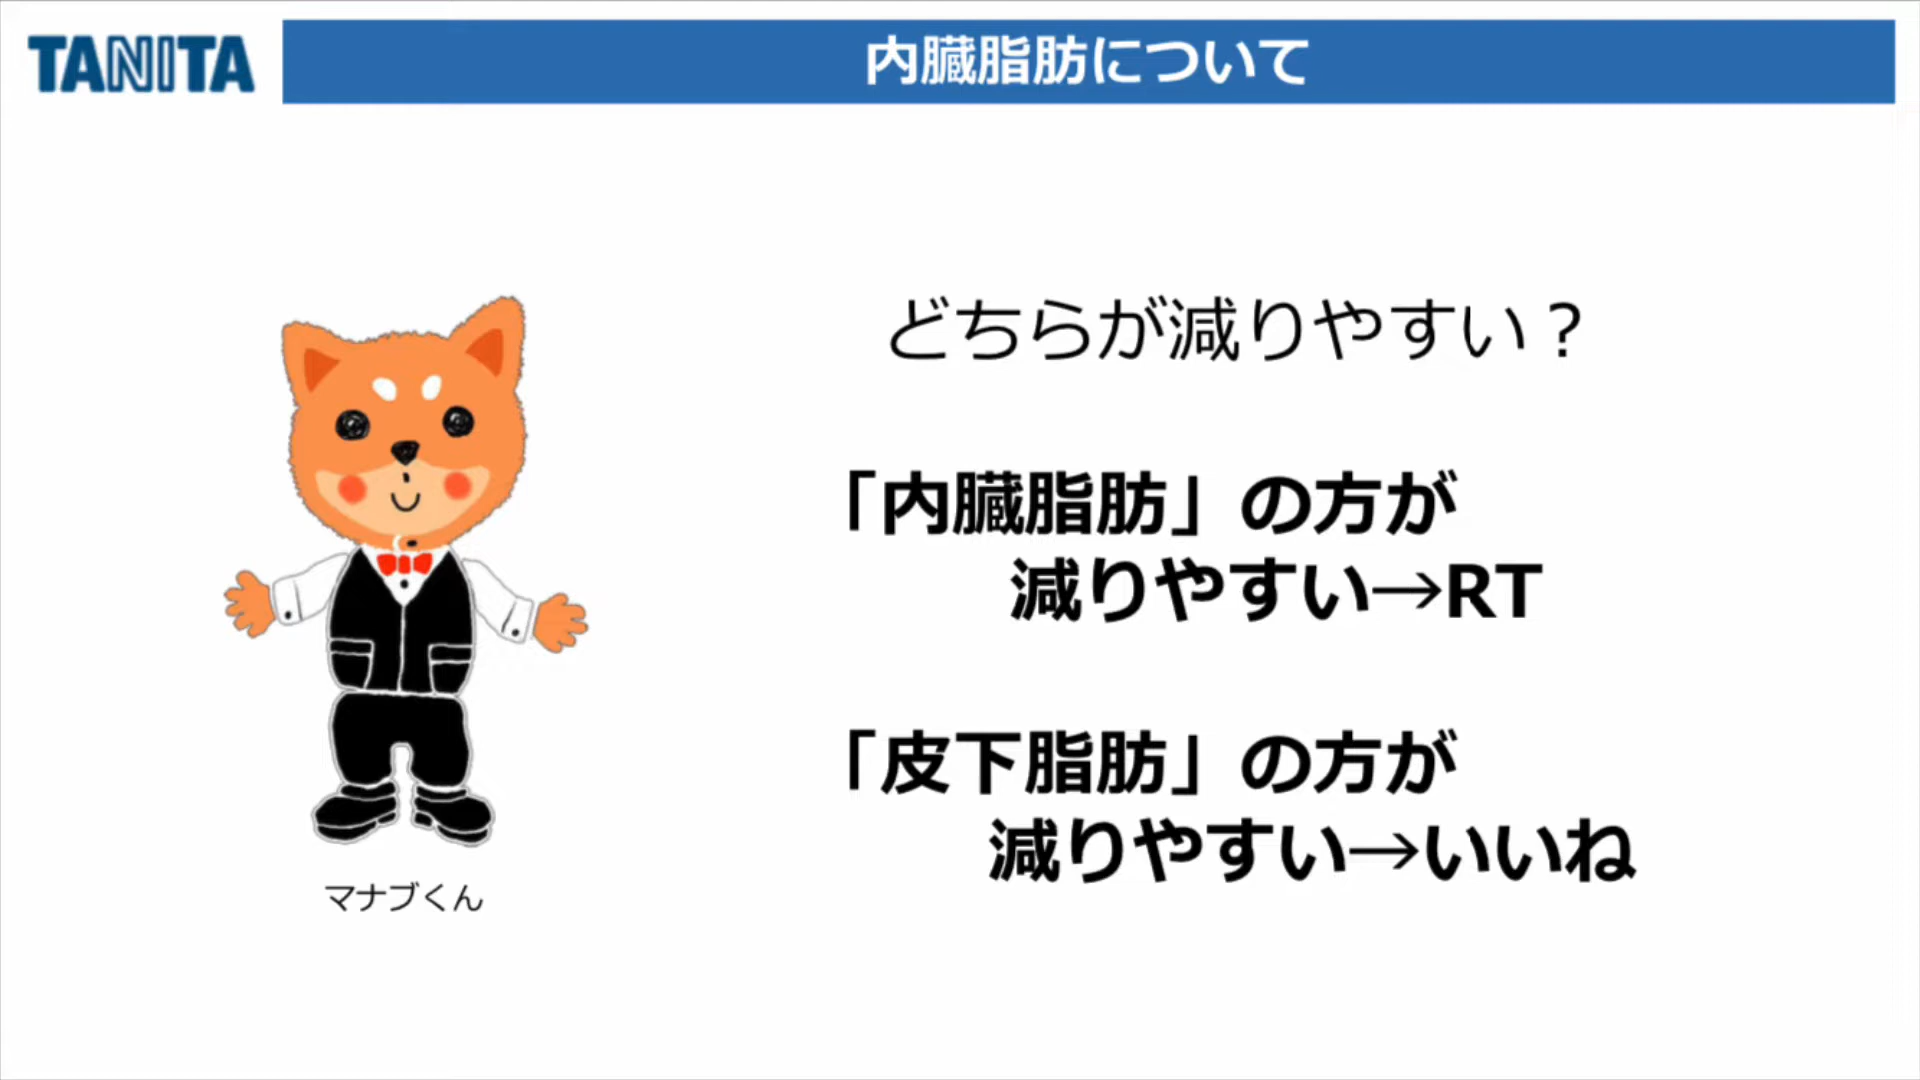 TANITA
内臓脂肪について
どちらが減りやすい？
「内臓脂肪」の方が
減りやすい→RT
「皮下脂肪」の方が
減りやすい→いいね
マナブくん